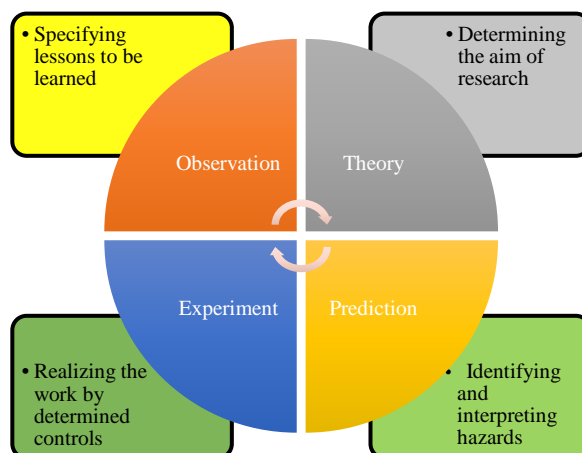 • Specifying
lessons to be
learned
• Determining
the aim of
research
Observation
Theory
Experiment
Prediction
• Realizing the
work by
determined
controls
• Identifying
and
interpreting
hazards